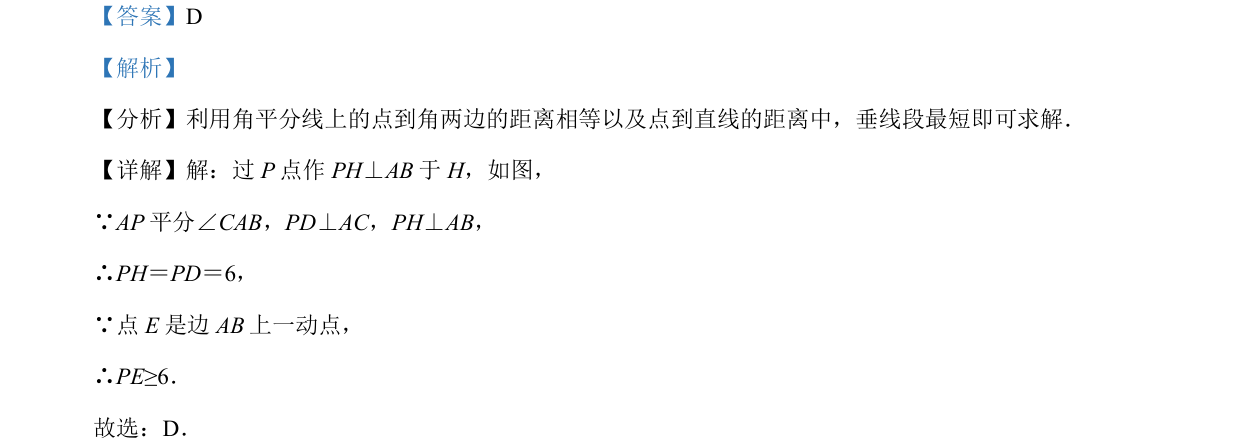 【答案】D
【解析】
【分析】利用角平分线上的点到角两边的距离相等以及点到直线的距离中，垂线段最短即可求解．
【详解】解：过 P 点作 PH⊥AB 于 H，如图，
∵AP 平分∠CAB，PD⊥AC，PH⊥AB，
∴PH＝PD＝6，
∵点 E 是边 AB 上一动点，
∴PE≥6．
故选：D．